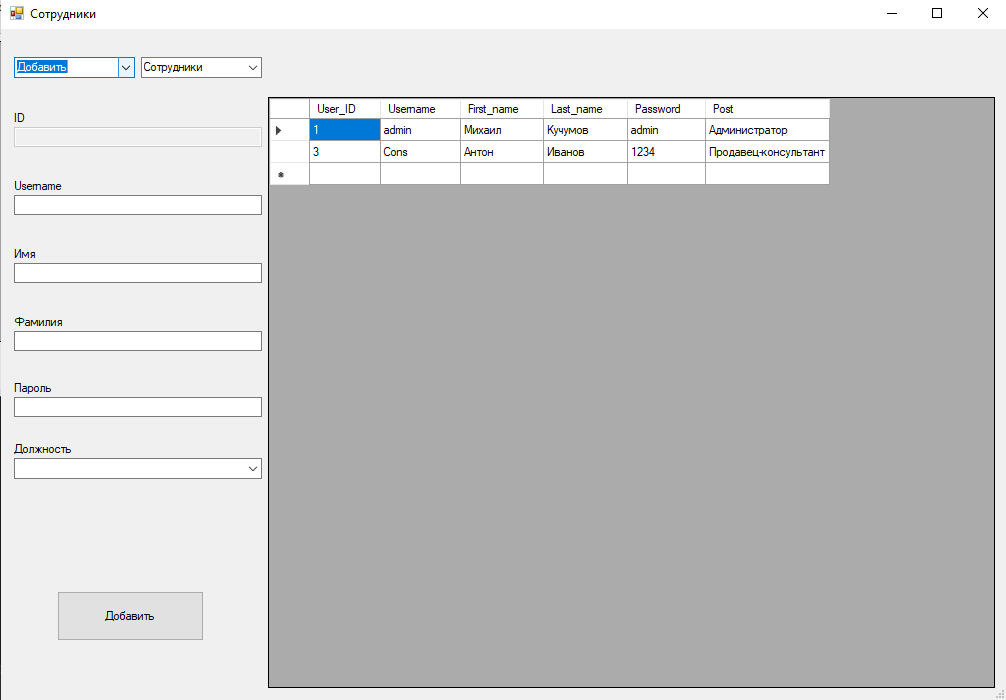 Сотрудники
Добавить Сотрудники
ID
Username
Имя
Фамилия
Пароль
Должность
Добавить
User_ID Username First_name Last_name Password Post
1 admin Михаил Кучумов admin Администратор
3 Cons Антон Иванов 1234 Продавец-консультант